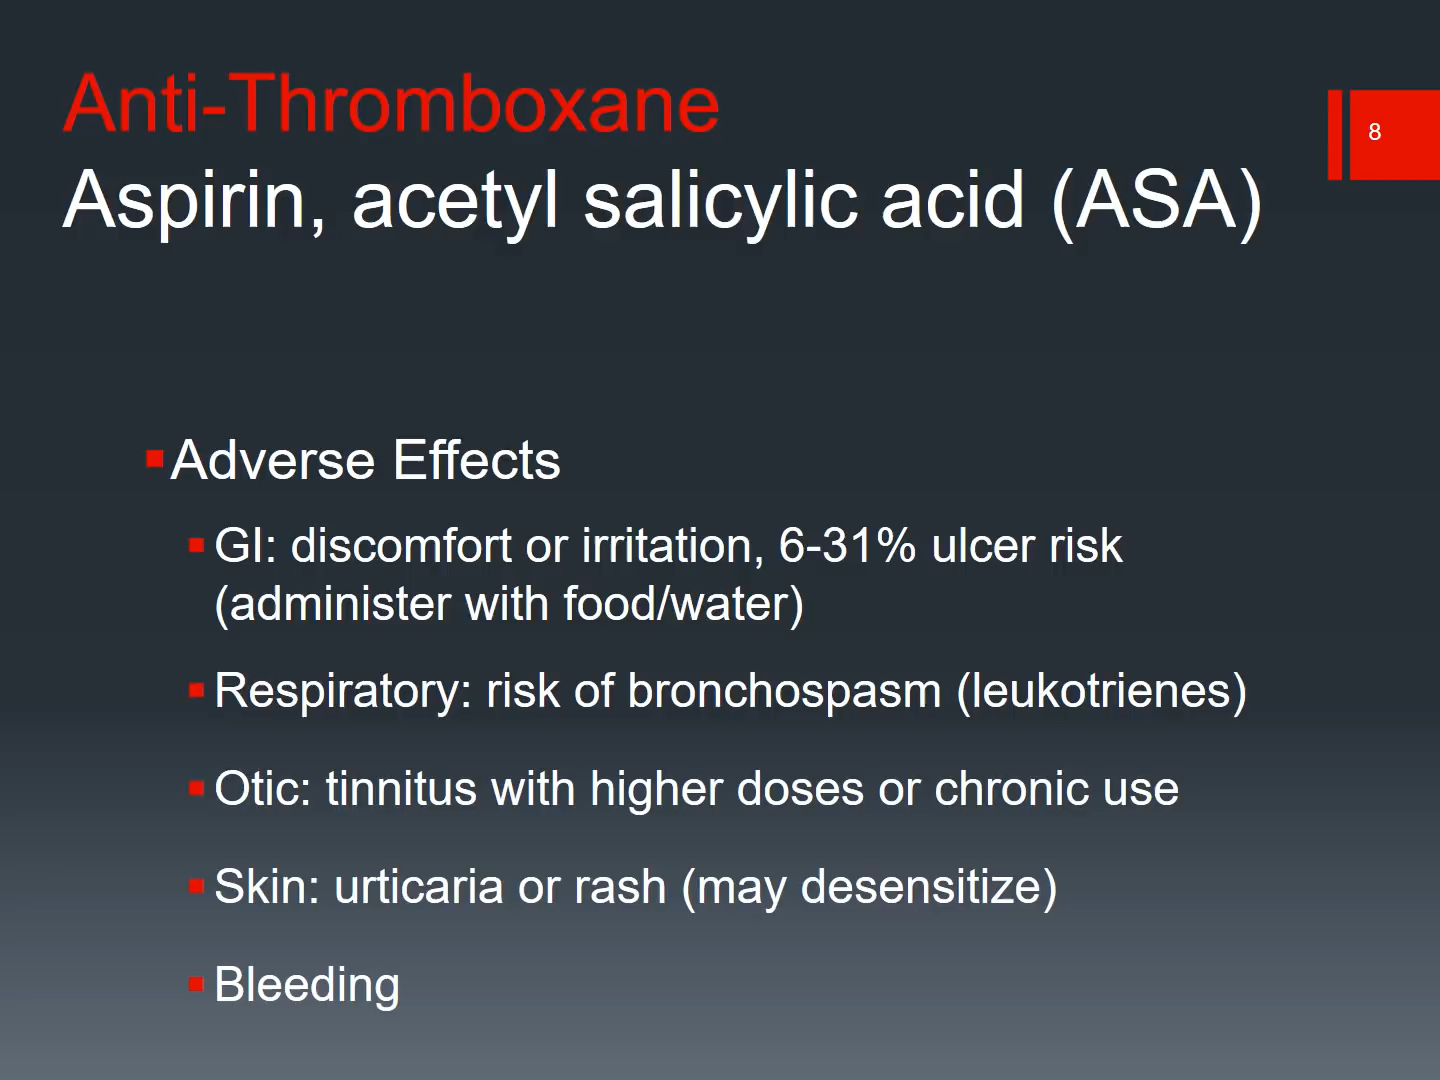 Anti-Thromboxane
8
Aspirin, acetyl salicylic acid (ASA)
Adverse Effects
GI: discomfort or irritation, 6-31% ulcer risk
(administer with food/water)
Respiratory: risk of bronchospasm (leukotrienes)
Otic: tinnitus with higher doses or chronic use
Skin: urticaria or rash (may desensitize)
Bleeding